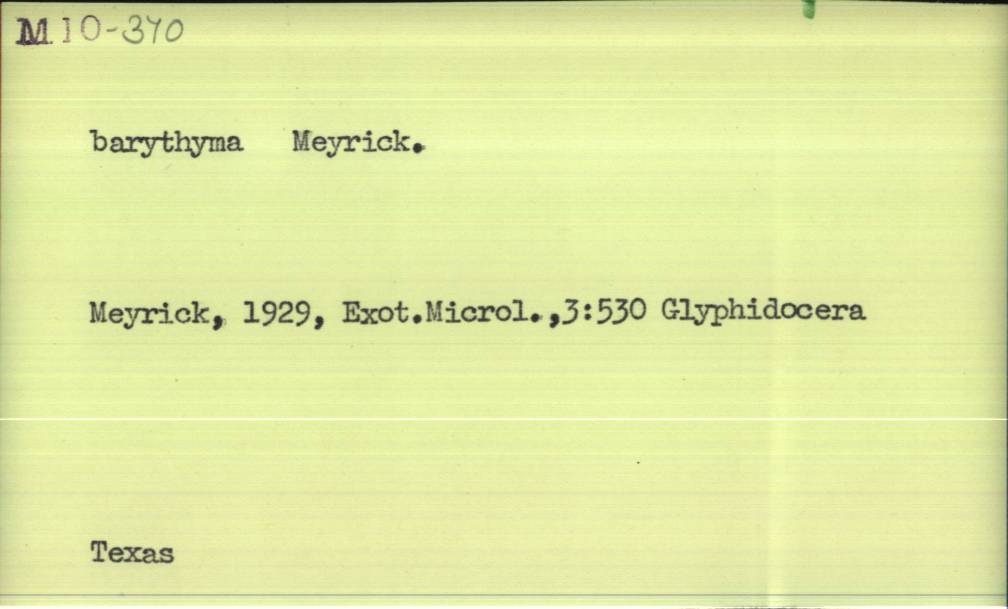 M10-370
barythyma Meyrick.
Meyrick, 1929, Exot.Microl.,3:530 Glyphidocera
Texas